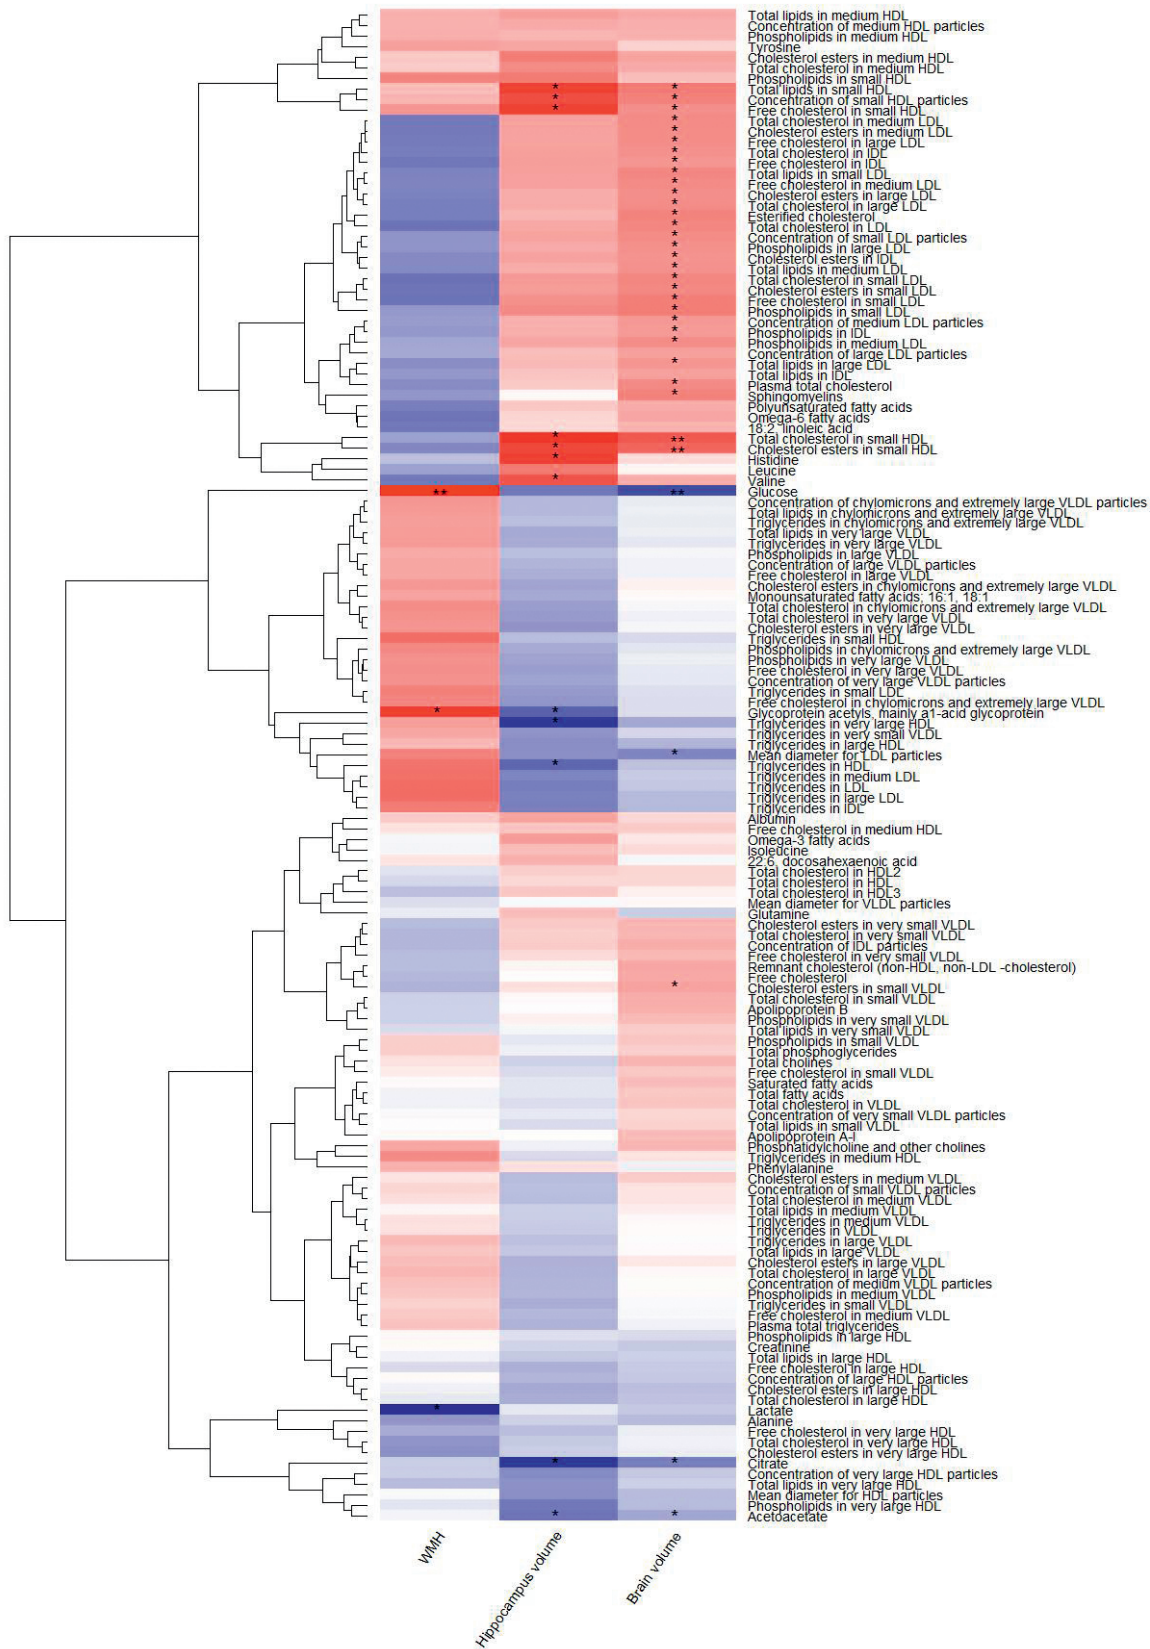 Total lipids in medium HDL
Concentration of medium HDL particles
Phospholipids in medium HDL
Tyrosine
Cholesterol esters in medium HDL
Total cholesterol in medium HDL
Phospholipids in small HDL
* * Total lipids in small HDL
* * Concentration of small HDL particles
* * Free cholesterol in small HDL
* Total cholesterol in medium LDL
* Cholesterol esters in medium LDL
* Free cholesterol in large LDL
* Total cholesterol in IDL
* Free cholesterol in IDL
* Total lipids in small LDL
* Free cholesterol in medium LDL
* Cholesterol esters in large LDL
* Total cholesterol in large LDL
* Esterified cholesterol
* Total cholesterol in LDL
* Concentration of small LDL particles
* Phospholipids in large LDL
* Cholesterol esters in IDL
* Total lipids in medium LDL
* Total cholesterol in small LDL
* Cholesterol esters in small LDL
* Free cholesterol in small LDL
* Phospholipids in small LDL
* Concentration of medium LDL particles
* Phospholipids in IDL
* Phospholipids in medium LDL
Concentration of large LDL particles
* Total lipids in large LDL
Total lipids in IDL
* Plasma total cholesterol
* Sphingomyelins
Polyunsaturated fatty acids
Omega-6 fatty acids
18:2, linoleic acid
* ** Total cholesterol in small HDL
* ** Cholesterol esters in small HDL
* Histidine
Leucine
* Valine
** ** Glucose
Concentration of chylomicrons and extremely large VLDL particles
Total lipids in chylomicrons and extremely large VLDL
Triglycerides in chylomicrons and extremely large VLDL
Total lipids in very large VLDL
Triglycerides in very large VLDL
Phospholipids in large VLDL
Concentration of large VLDL particles
Free cholesterol in large VLDL
Cholesterol esters in chylomicrons and extremely large VLDL
Monounsaturated fatty acids; 16:1, 18:1
Total cholesterol in chylomicrons and extremely large VLDL
Total cholesterol in very large VLDL
Cholesterol esters in very large VLDL
Triglycerides in small HDL
Phospholipids in chylomicrons and extremely large VLDL
Phospholipids in very large VLDL
Free cholesterol in very large VLDL
Concentration of very large VLDL particles
Triglycerides in small LDL
Free cholesterol in chylomicrons and extremely large VLDL
* * Glycoprotein acetyls, mainly a1-acid glycoprotein
* Triglycerides in very large HDL
Triglycerides in very small VLDL
Triglycerides in large HDL
* Mean diameter for LDL particles
* Triglycerides in HDL
Triglycerides in medium LDL
Triglycerides in LDL
Triglycerides in large LDL
Triglycerides in IDL
Albumin
Free cholesterol in medium HDL
Omega-3 fatty acids
Isoleucine
22:6, docosahexaenoic acid
Total cholesterol in HDL2
Total cholesterol in HDL
Total cholesterol in HDL3
Mean diameter for VLDL particles
Glutamine
Cholesterol esters in very small VLDL
Total cholesterol in very small VLDL
Concentration of IDL particles
Free cholesterol in very small VLDL
Remnant cholesterol (non-HDL, non-LDL -cholesterol)
Free cholesterol
* Cholesterol esters in small VLDL
Total cholesterol in small VLDL
Apolipoprotein B
Phospholipids in very small VLDL
Total lipids in very small VLDL
Phospholipids in small VLDL
Total phosphoglycerides
Total cholines
Free cholesterol in small VLDL
Saturated fatty acids
Total fatty acids
Total cholesterol in VLDL
Concentration of very small VLDL particles
Total lipids in small VLDL
Apolipoprotein A-I
Phosphatidylcholine and other cholines
Triglycerides in medium HDL
Phenylalanine
Cholesterol esters in medium VLDL
Concentration of small VLDL particles
Total cholesterol in medium VLDL
Total lipids in medium VLDL
Triglycerides in medium VLDL
Triglycerides in VLDL
Triglycerides in large VLDL
Total lipids in large VLDL
Cholesterol esters in large VLDL
Total cholesterol in large VLDL
Concentration of medium VLDL particles
Phospholipids in medium VLDL
Triglycerides in small VLDL
Free cholesterol in medium VLDL
Plasma total triglycerides
Phospholipids in large HDL
Creatinine
Total lipids in large HDL
Free cholesterol in large HDL
Concentration of large HDL particles
Cholesterol esters in large HDL
Total cholesterol in large HDL
* Lactate
Alanine
Free cholesterol in very large HDL
Total cholesterol in very large HDL
Cholesterol esters in very large HDL
* * Citrate
Concentration of very large HDL particles
Total lipids in very large HDL
Mean diameter for HDL particles
Phospholipids in very large HDL
* * Acetoacetate
WMH
Hippocampus volume
Brain volume